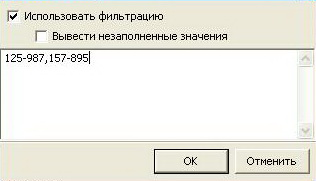 Использовать фильтрацию
Вывести незаполненные значения
125-987,157-895
OK Отменить